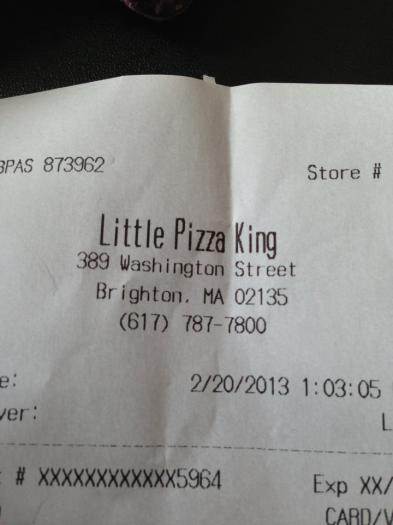 BPAS 873962
Store #
Little Pizza King
389 Washington Street
Brighton, MA 02135
(617) 787-7800
e: 2/20/2013 1:03:05
ver: L
# XXXXXXXXXXXX5964 Exp XX/
CARD/V